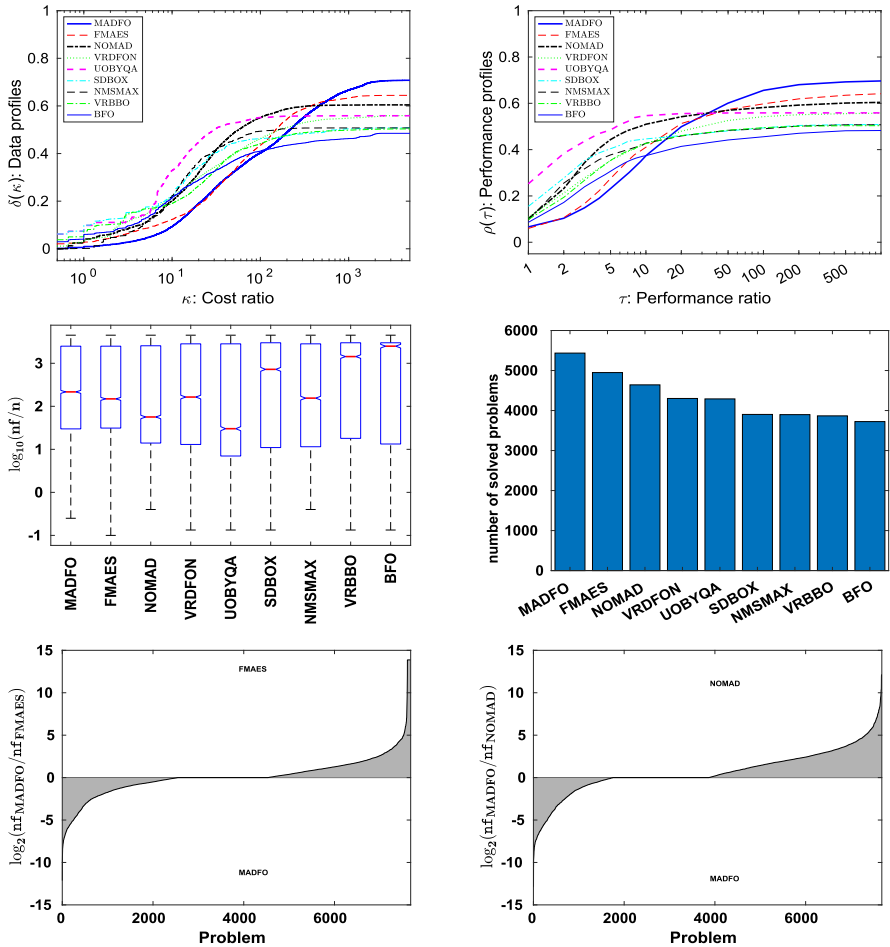 1
0.8
0.6
0.4
0.2
0
δ(κ): Data profiles
MADFO
FMAES
NOMAD
VRDFON
UOBYQA
SDBOX
NMSMAX
VRBBO
BFO
10^0
10^1
10^2
10^3
κ: Cost ratio
1
0.8
0.6
0.4
0.2
0
ρ(τ): Performance profiles
MADFO
FMAES
NOMAD
VRDFON
UOBYQA
SDBOX
NMSMAX
VRBBO
BFO
1
2
5
10
20
50
100
200
500
τ: Performance ratio
3
2
1
0
-1
log₁₀(nf/n)
MADFO
FMAES
NOMAD
VRDFON
UOBYQA
SDBOX
NMSMAX
VRBBO
BFO
6000
5000
4000
3000
2000
1000
0
number of solved problems
MADFO
FMAES
NOMAD
VRDFON
UOBYQA
SDBOX
NMSMAX
VRBBO
BFO
15
10
5
0
-5
-10
-15
log₂(nf_MADFO/nf_FMAES)
FMAES
MADFO
0
2000
4000
6000
Problem
15
10
5
0
-5
-10
-15
log₂(nf_MADFO/nf_NOMAD)
NOMAD
MADFO
0
2000
4000
6000
Problem